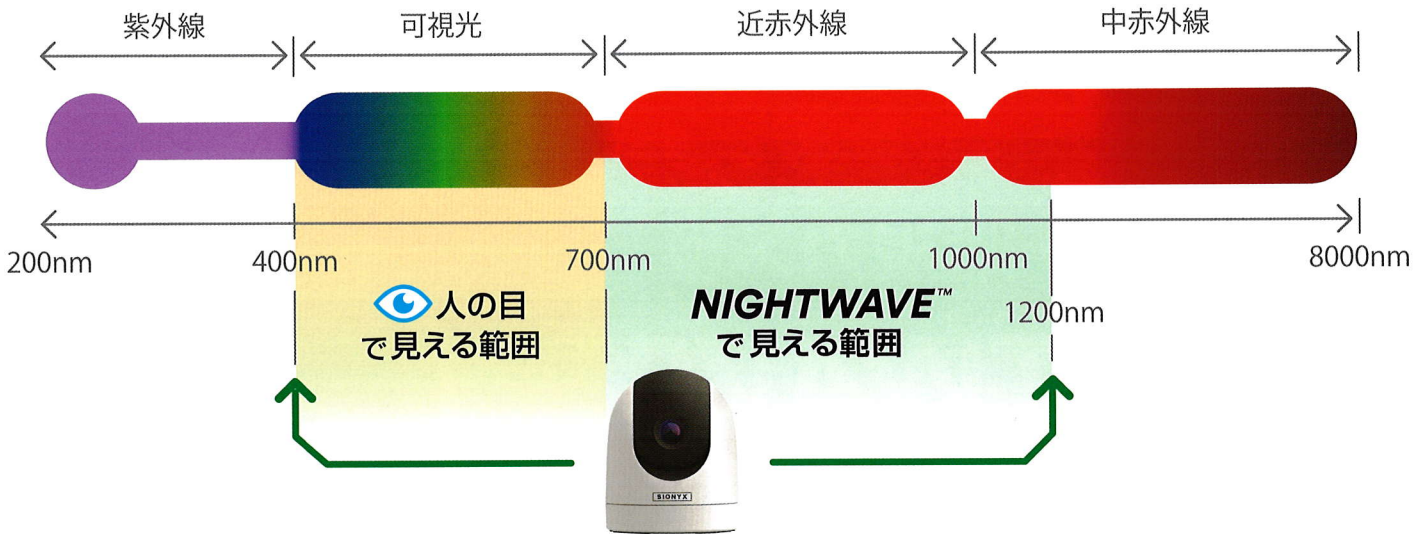 紫外線
可視光
近赤外線
中赤外線
200nm
400nm
700nm
1000nm
8000nm
1200nm
人の目
で見える範囲
NIGHTWAVE™
で見える範囲
SIONYX